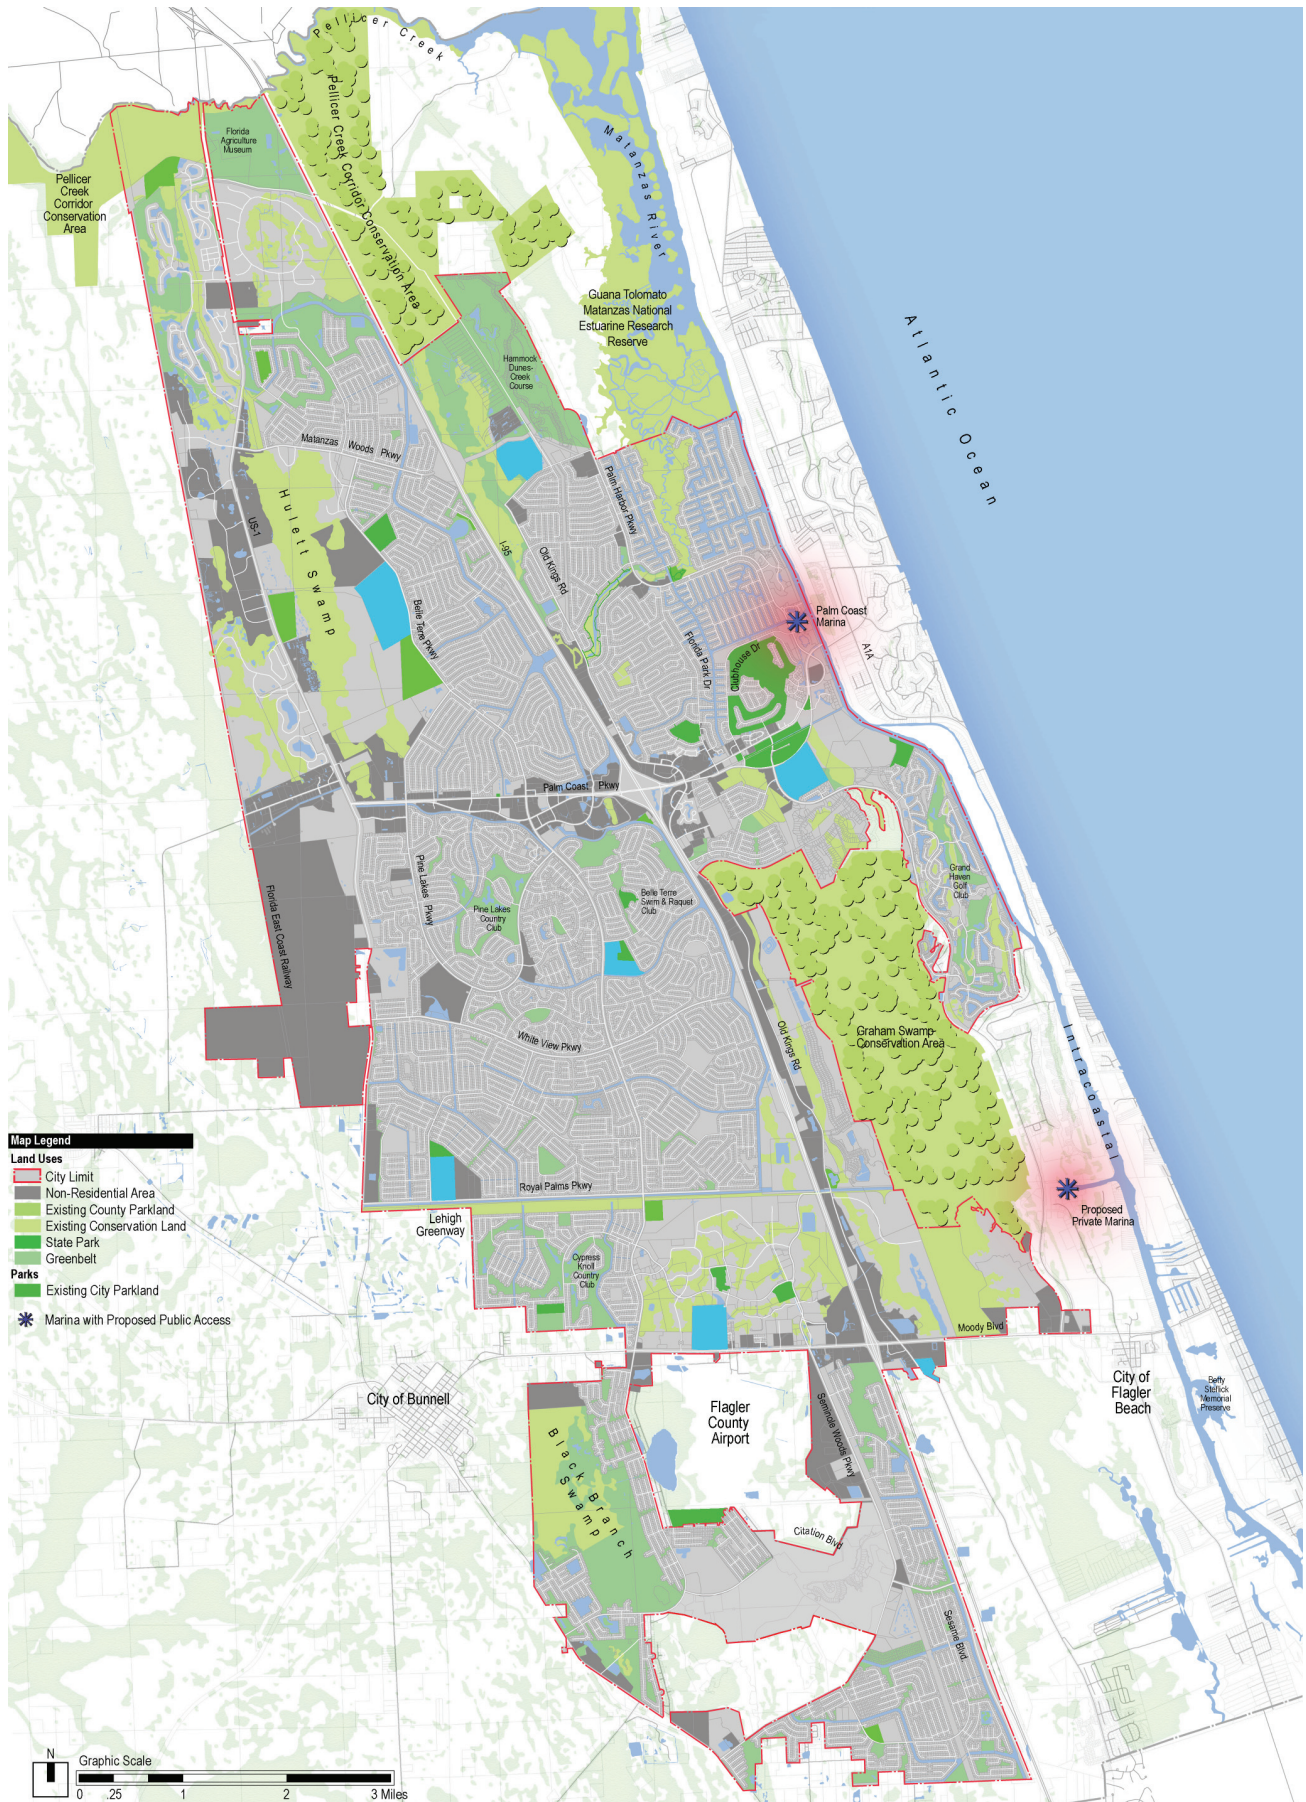 Pellicer Creek
Pellicer Creek Corridor Conservation Area
Florida
Agriculture
Museum
Pellicer
Creek
Corridor
Conservation
Area
Matanzas River
Guana Tolomato
Matanzas National
Estuarine Research
Reserve
Atlantic Ocean
Hammock
Dunes-
Creek
Course
Matanzas Woods Pkwy
Palm Harbor Pkwy
Hulett Swamp
US-1
I-95
Old Kings Rd
Belle Terre Pkwy
Florida Park Dr
Clubhouse Dr
Palm Coast
Marina
A1A
Palm Coast Pkwy
Pine Lakes Pkwy
Florida East Coast Railway
Pine Lakes
Country
Club
Belle Terre
Swim & Raquet
Club
Grand
Haven
Golf
Club
White View Pkwy
Old Kings Rd
Graham Swamp
Conservation Area
Intracoastal
Map Legend
Land Uses
City Limit
Non-Residential Area
Existing County Parkland
Existing Conservation Land
State Park
Greenbelt
Parks
Existing City Parkland
Marina with Proposed Public Access
Royal Palms Pkwy
Lehigh
Greenway
Proposed
Private Marina
Cypress
Knoll
Country
Club
Moody Blvd
City of Bunnell
Flagler
County
Airport
City of
Flagler
Beach
Betty
Steflick
Memorial
Preserve
Seminole Woods Pkwy
Black Branch
Swamp
Citation Blvd
Sesame Blvd.
N
Graphic Scale
0 .25 1 2 3 Miles